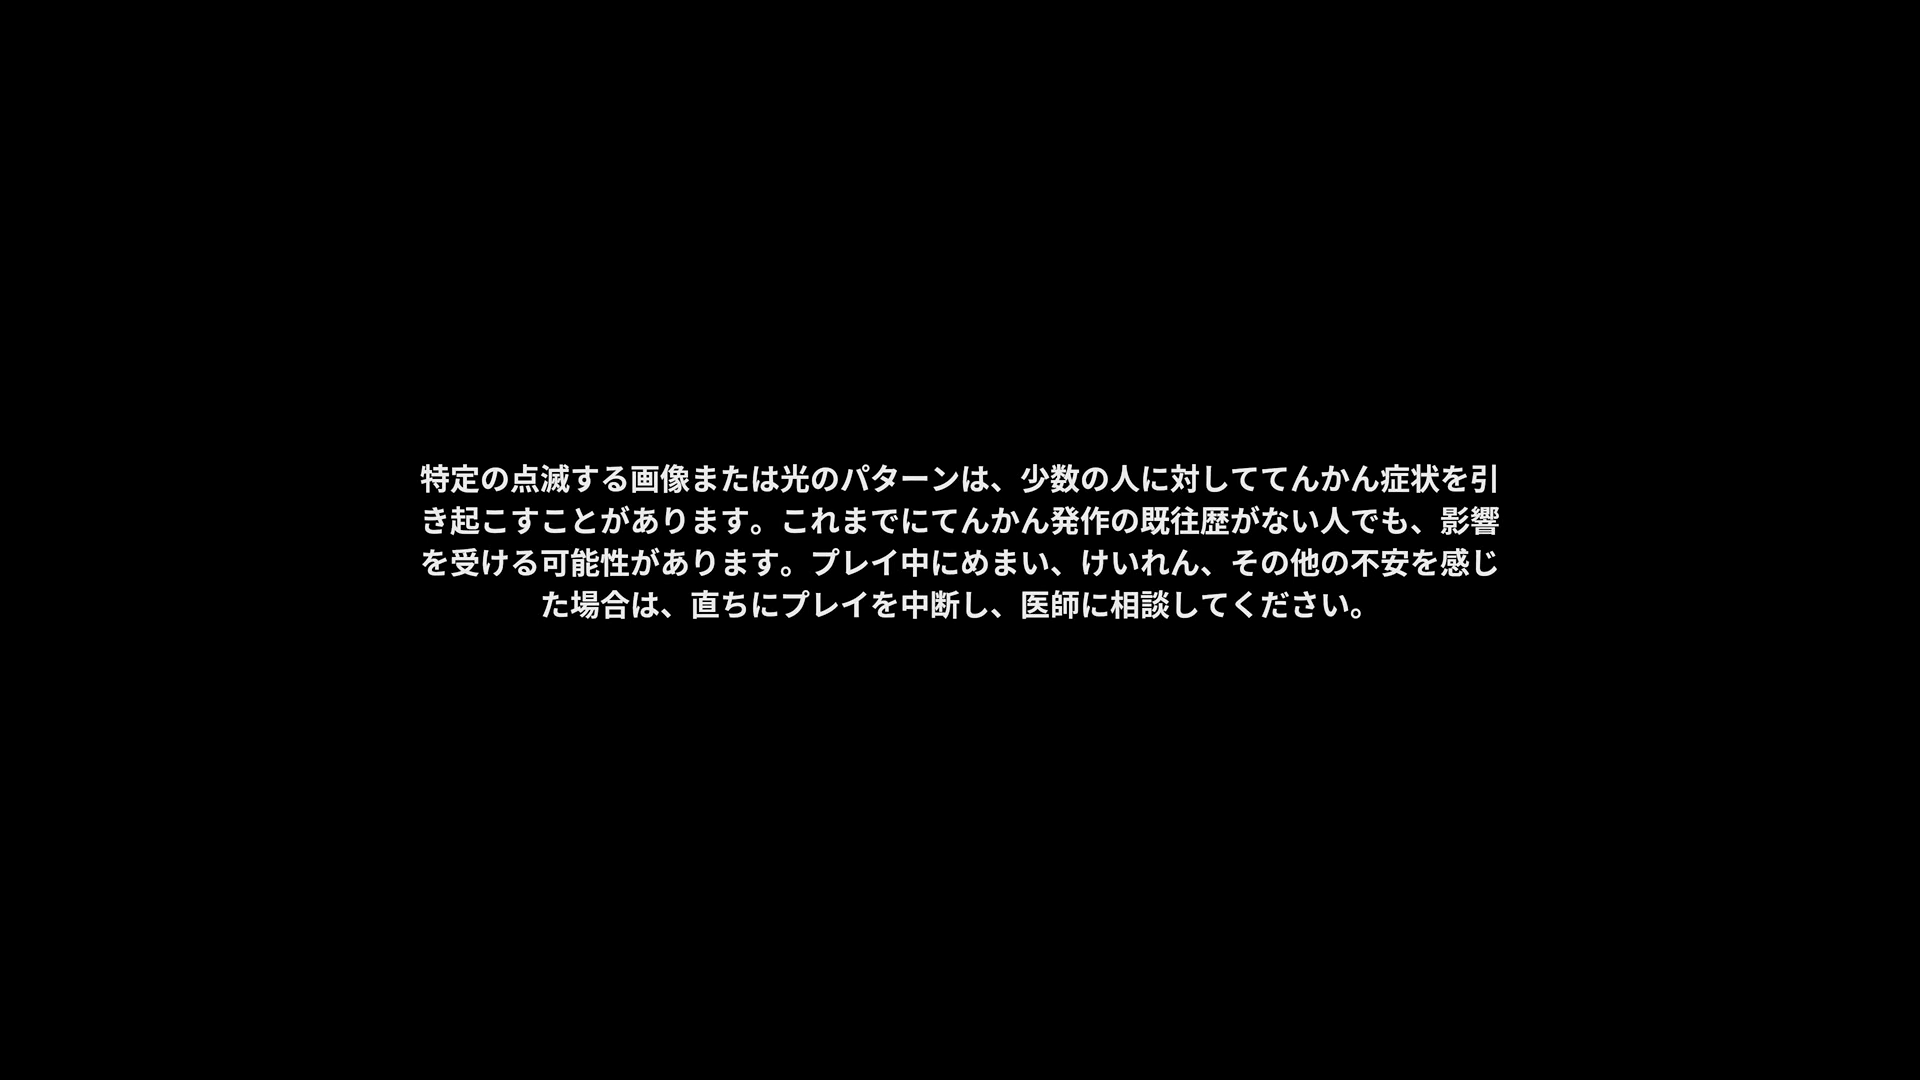 特定の点滅する画像または光のパターンは、少数の人に対しててんかん症状を引
き起こすことがあります。これまでにてんかん発作の既往歴がない人でも、影響
を受ける可能性があります。プレイ中にめまい、けいれん、その他の不安を感じ
た場合は、直ちにプレイを中断し、医師に相談してください。